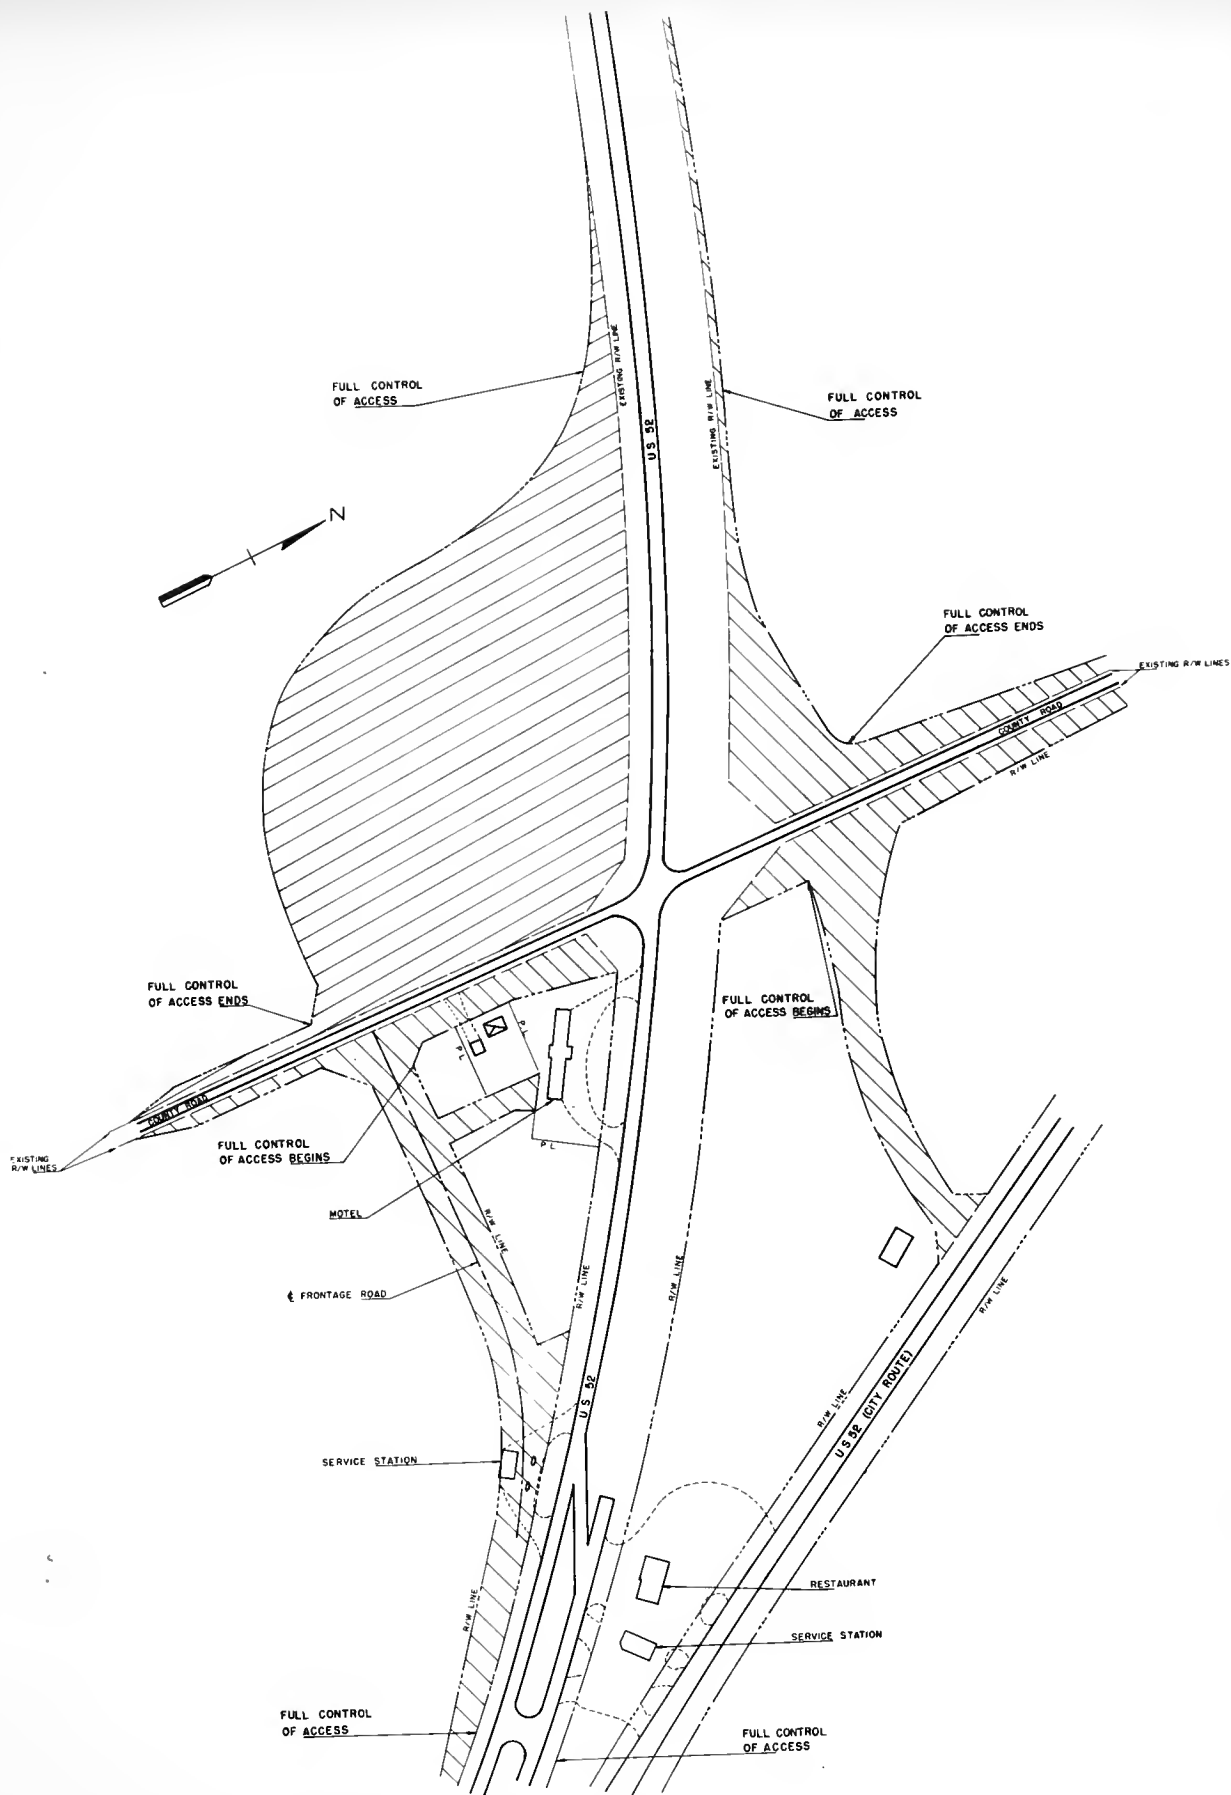 EXISTING R/W LINE
FULL CONTROL
OF ACCESS
US 52
EXISTING R/W LINE
FULL CONTROL
OF ACCESS
N
FULL CONTROL
OF ACCESS ENDS
EXISTING R/W LINES
COUNTY ROAD
R/W LINE
FULL CONTROL
OF ACCESS ENDS
FULL CONTROL
OF ACCESS BEGINS
P L
P L
COUNTY ROAD
EXISTING
R/W LINES
FULL CONTROL
OF ACCESS BEGINS
P L
MOTEL
R/W LINE
R/W LINE
R/W LINE
R/W LINE
℄ FRONTAGE ROAD
US 52
R/W LINE
US 52 (CITY ROUTE)
SERVICE STATION
RESTAURANT
R/W LINE
SERVICE STATION
FULL CONTROL
OF ACCESS
FULL CONTROL
OF ACCESS